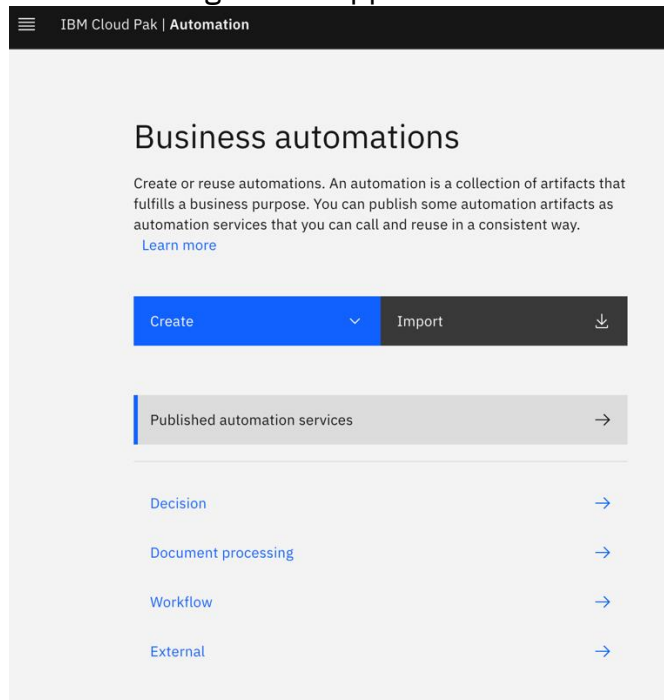 IBM Cloud Pak | Automation
Business automations
Create or reuse automations. An automation is a collection of artifacts that
fulfills a business purpose. You can publish some automation artifacts as
automation services that you can call and reuse in a consistent way.
Learn more
Create
Import
Published automation services
Decision
Document processing
Workflow
External